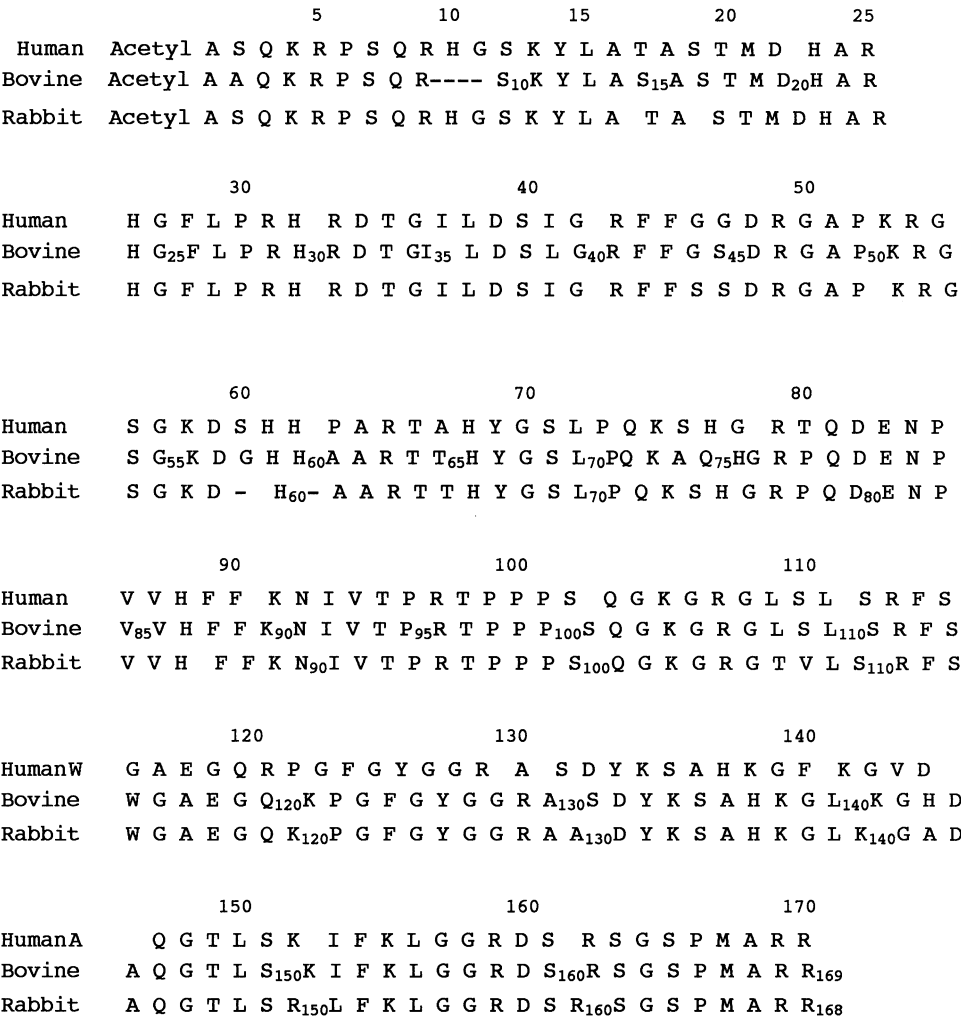 5 10 15 20 25
Human Acetyl A S Q K R P S Q R H G S K Y L A T A S T M D H A R
Bovine Acetyl A A Q K R P S Q R---- S₁₀K Y L A S₁₅A S T M D₂₀H A R
Rabbit Acetyl A S Q K R P S Q R H G S K Y L A T A S T M D H A R
30 40 50
Human H G F L P R H R D T G I L D S I G R F F G G D R G A P K R G
Bovine H G₂₅F L P R H₃₀R D T G I₃₅ L D S L G₄₀R F F G S₄₅D R G A P₅₀K R G
Rabbit H G F L P R H R D T G I L D S I G R F F S S D R G A P K R G
60 70 80
Human S G K D S H H P A R T A H Y G S L P Q K S H G R T Q D E N P
Bovine S G₅₅K D G H H₆₀A A R T T₆₅H Y G S L₇₀P Q K A Q₇₅H G R P Q D E N P
Rabbit S G K D - H₆₀- A A R T T H Y G S L₇₀P Q K S H G R P Q D₈₀E N P
90 100 110
Human V V H F F K N I V T P R T P P P S Q G K G R G L S L S R F S
Bovine V₈₅V H F F K₉₀N I V T P₉₅R T P P P₁₀₀S Q G K G R G L S L₁₁₀S R F S
Rabbit V V H F F K N₉₀I V T P R T P P P S₁₀₀Q G K G R G T V L S₁₁₀R F S
120 130 140
HumanW G A E G Q R P G F G Y G G R A S D Y K S A H K G F K G V D
Bovine W G A E G Q₁₂₀K P G F G Y G G R A₁₃₀S D Y K S A H K G L₁₄₀K G H D
Rabbit W G A E G Q K₁₂₀P G F G Y G G R A A₁₃₀D Y K S A H K G L K₁₄₀G A D
150 160 170
HumanA Q G T L S K I F K L G G R D S R S G S P M A R R
Bovine A Q G T L S₁₅₀K I F K L G G R D S₁₆₀R S G S P M A R R₁₆₉
Rabbit A Q G T L S R₁₅₀L F K L G G R D S R₁₆₀S G S P M A R R₁₆₈